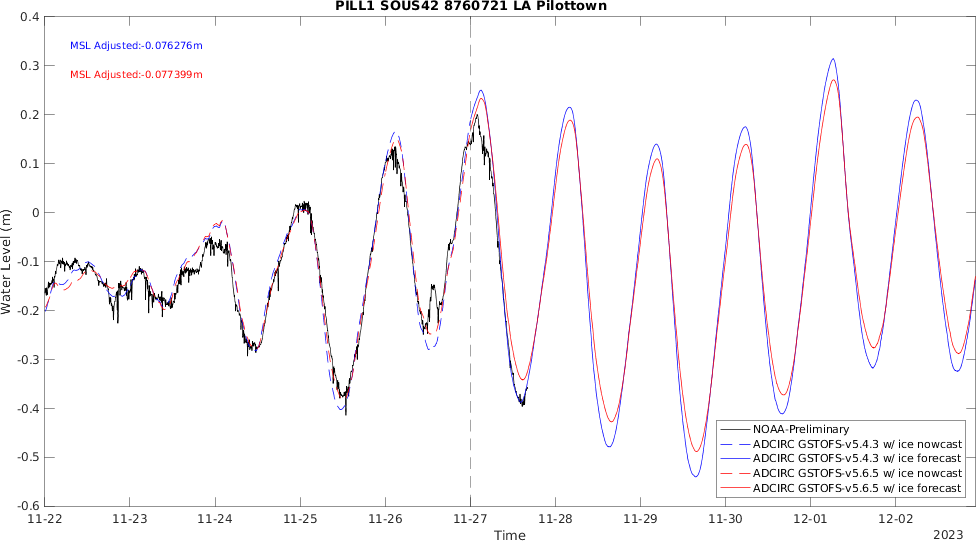 PILL1 SOUS42 8760721 LA Pilottown
MSL Adjusted:-0.076276m
MSL Adjusted:-0.077399m
0.4
0.3
0.2
0.1
0
-0.1
-0.2
-0.3
-0.4
-0.5
-0.6
Water Level (m)
NOAA-Preliminary
ADCIRC GSTOFS-v5.4.3 w/ ice nowcast
ADCIRC GSTOFS-v5.4.3 w/ ice forecast
ADCIRC GSTOFS-v5.6.5 w/ ice nowcast
ADCIRC GSTOFS-v5.6.5 w/ ice forecast
11-22 11-23 11-24 11-25 11-26 11-27 11-28 11-29 11-30 12-01 12-02
Time
2023